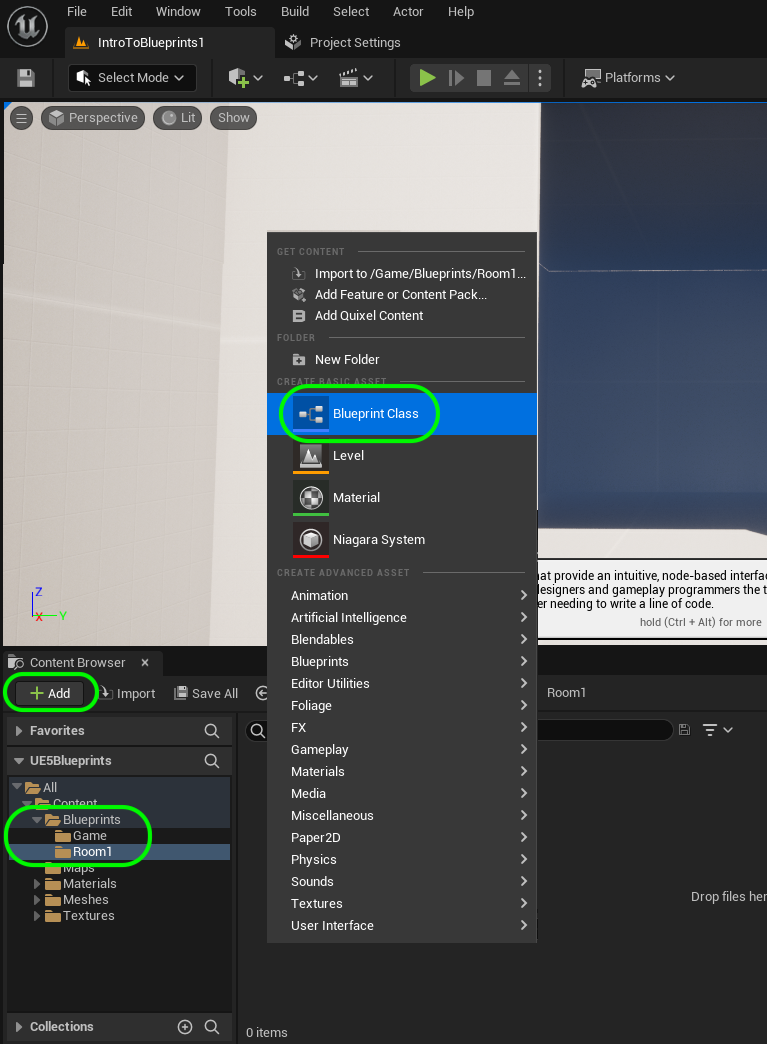 File Edit Window Tools Build Select Actor Help
IntroToBlueprints1 Project Settings
Select Mode Platforms
Perspective Lit Show
GET CONTENT
Import to /Game/Blueprints/Room1...
Add Feature or Content Pack...
Add Quixel Content
FOLDER
New Folder
CREATE BASIC ASSET
Blueprint Class
Level
Material
Niagara System
CREATE ADVANCED ASSET
Animation
Artificial Intelligence
Blendables
Blueprints
Editor Utilities
Foliage
FX
Gameplay
Materials
Media
Miscellaneous
Paper2D
Physics
Sounds
Textures
User Interface
hat provide an intuitive, node-based interfac
designers and gameplay programmers the t
er needing to write a line of code.
hold (Ctrl + Alt) for more
Z
X Y
Content Browser
Add Import Save All Room1
Favorites
UE5Blueprints
All
Content
Blueprints
Game
Room1
Maps
Materials
Meshes
Textures
Drop files her
Collections
0 items